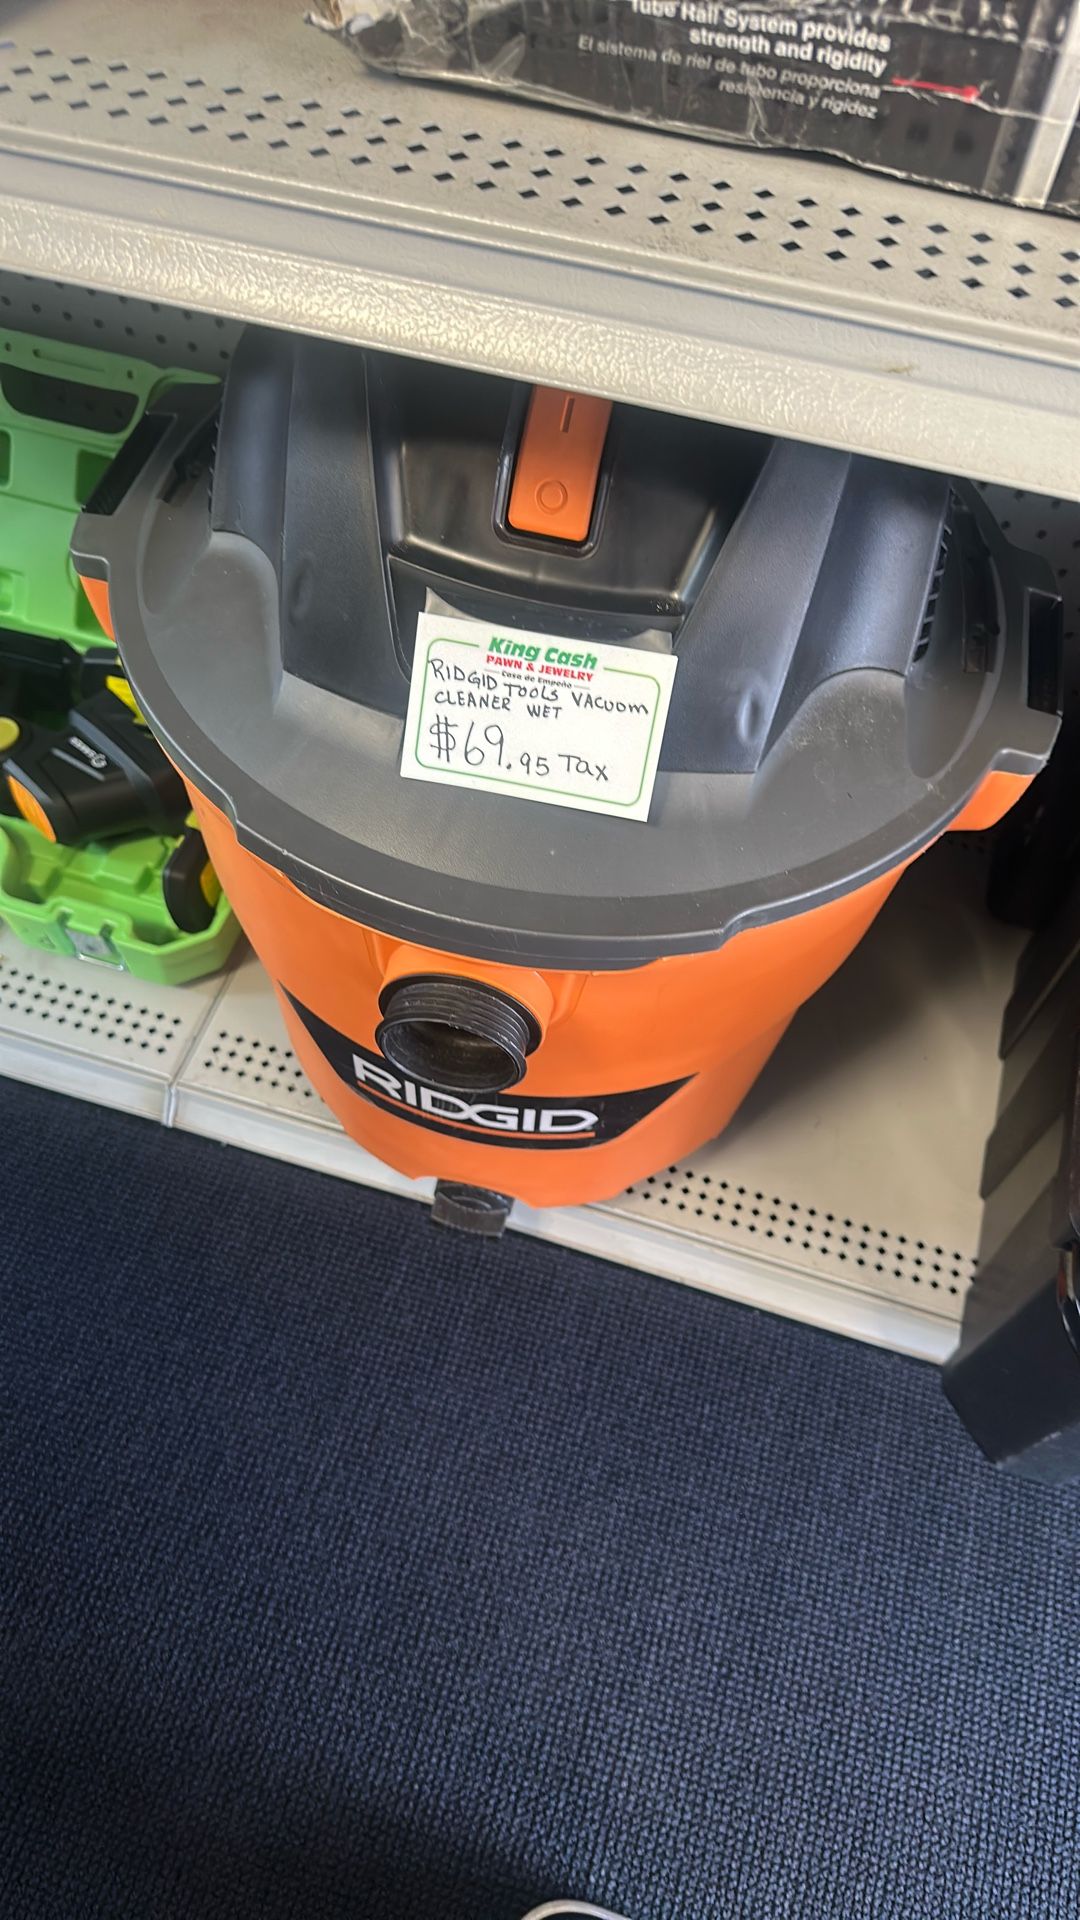 Tube Rail System provides
strength and rigidity
El sistema de riel de tubo proporciona
resistencia y rigidez
King Cash
PAWN & JEWELRY
Casa de Empeño
RIDGID TOOLS VACUOM
CLEANER WET
$69.95 Tax
RIDGID